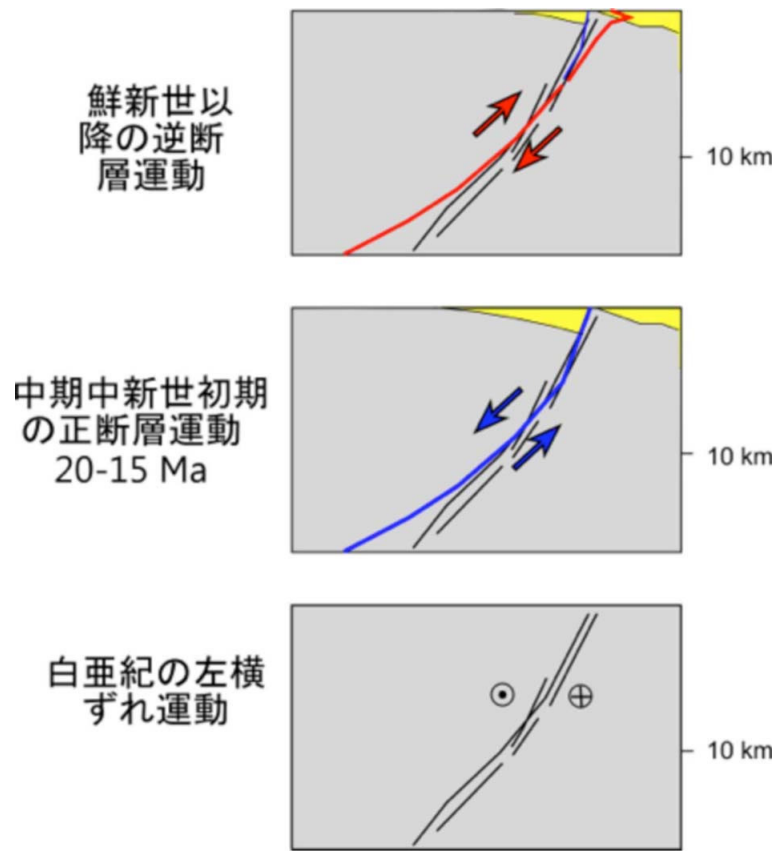 鮮新世以
降の逆断
層運動
10 km
中期中新世初期
の正断層運動
20-15 Ma
10 km
白亜紀の左横
ずれ運動
10 km